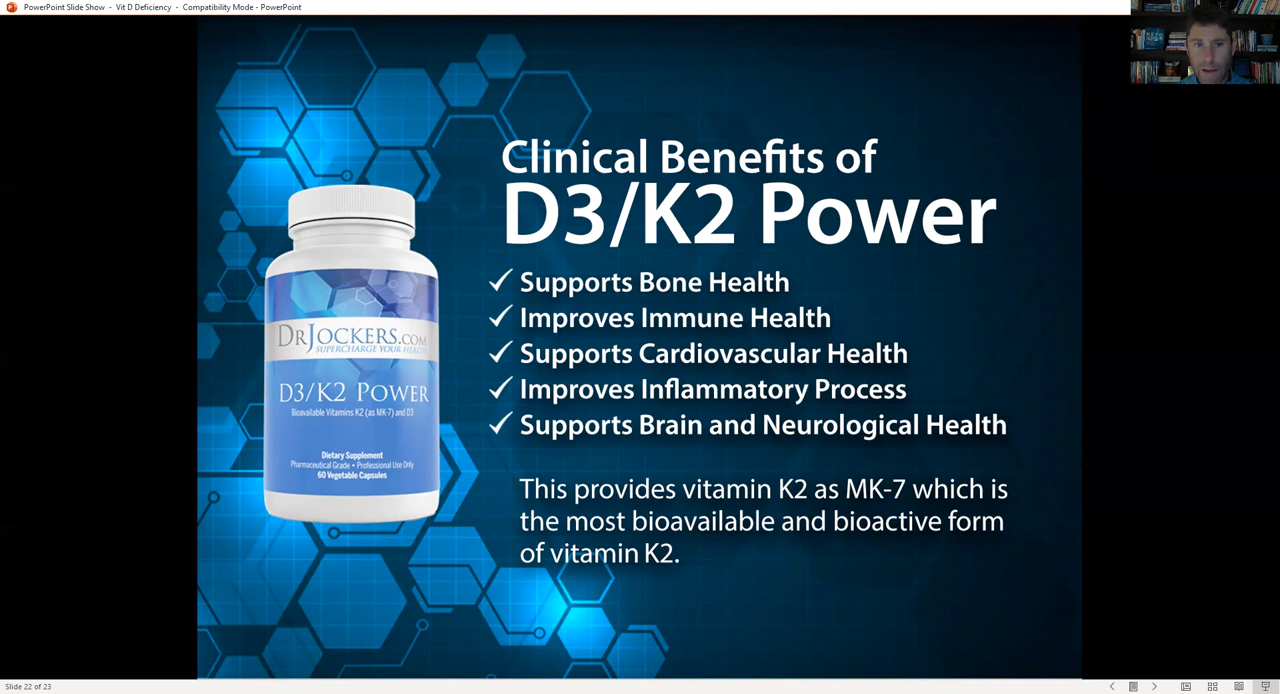 PowerPoint Slide Show - Vit D Deficiency - Compatibility Mode - PowerPoint
Clinical Benefits of
D3/K2 Power
✓ Supports Bone Health
✓ Improves Immune Health
✓ Supports Cardiovascular Health
✓ Improves Inflammatory Process
✓ Supports Brain and Neurological Health
This provides vitamin K2 as MK-7 which is
the most bioavailable and bioactive form
of vitamin K2.
DRJOCKERS.COM
SUPERCHARGE YOUR HEALTH
D3/K2 POWER
Bioavailable Vitamins K2 (as MK-7) and D3
Dietary Supplement
Pharmaceutical Grade • Professional Use Only
60 Vegetable Capsules
Slide 22 of 23